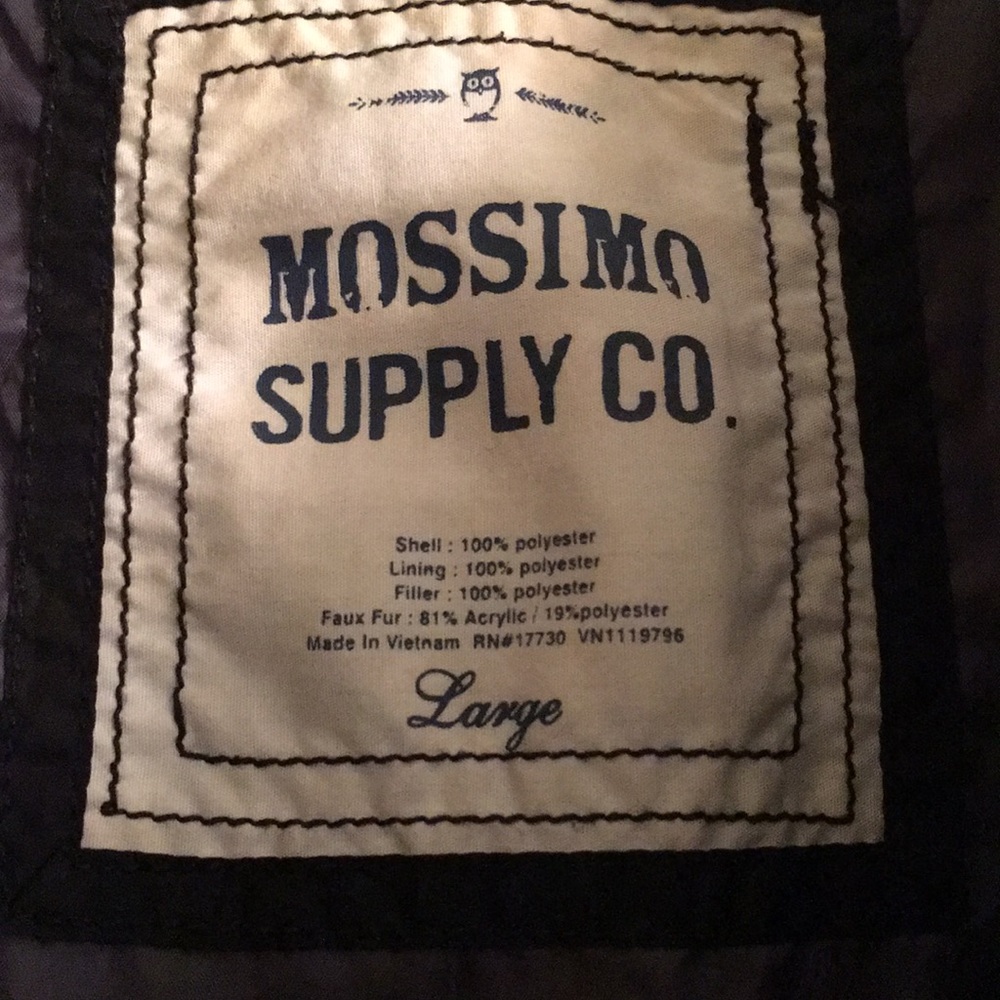 MOSSIMO
SUPPLY CO.
Shell : 100% polyester
Lining : 100% polyester
Filler : 100% polyester
Faux Fur : 81% Acrylic / 19%polyester
Made In Vietnam RN#17730 VN1119796
Large